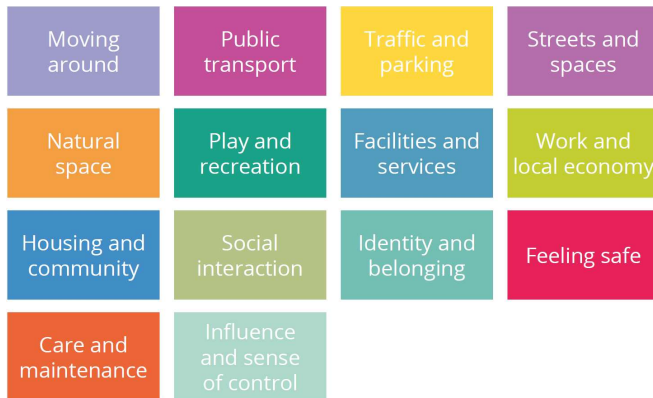 Moving
around
Public
transport
Traffic and
parking
Streets and
spaces
Natural
space
Play and
recreation
Facilities and
services
Work and
local economy
Housing and
community
Social
interaction
Identity and
belonging
Feeling safe
Care and
maintenance
Influence
and sense
of control